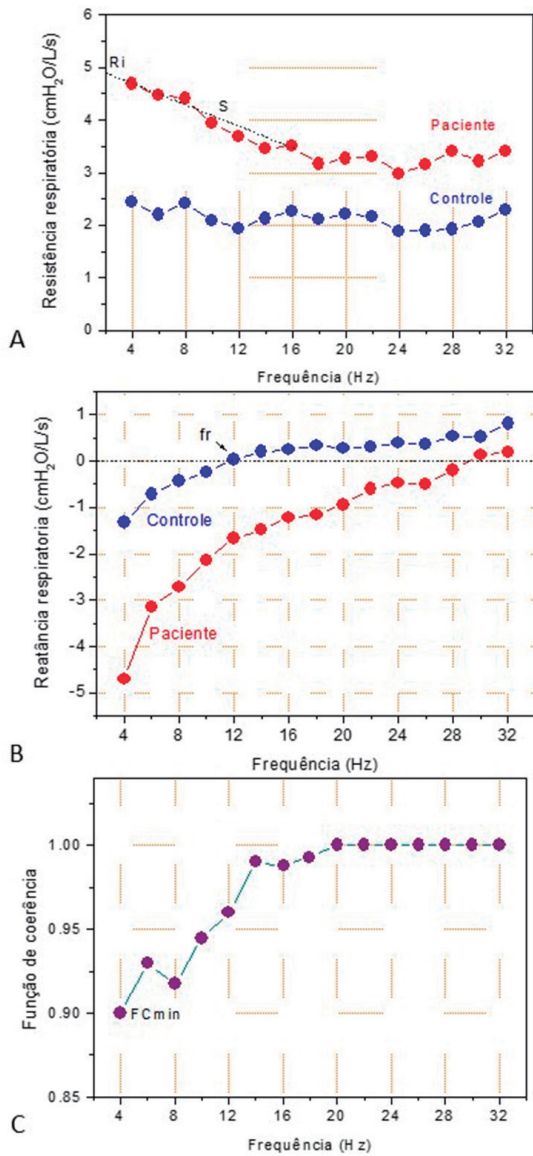 6
5
4
3
2
1
0
Resistência respiratória (cmH2O/L/s)
Ri
S
Paciente
Controle
4 8 12 16 20 24 28 32
Frequência (Hz)
A
1
0
-1
-2
-3
-4
-5
Reatância respiratoria (cmH2O/L/s)
fr
Controle
Paciente
4 8 12 16 20 24 28 32
Frequência (Hz)
B
1.00
0.95
0.90
0.85
Função de coerência
FCmin
4 8 12 16 20 24 28 32
Frequência (Hz)
C